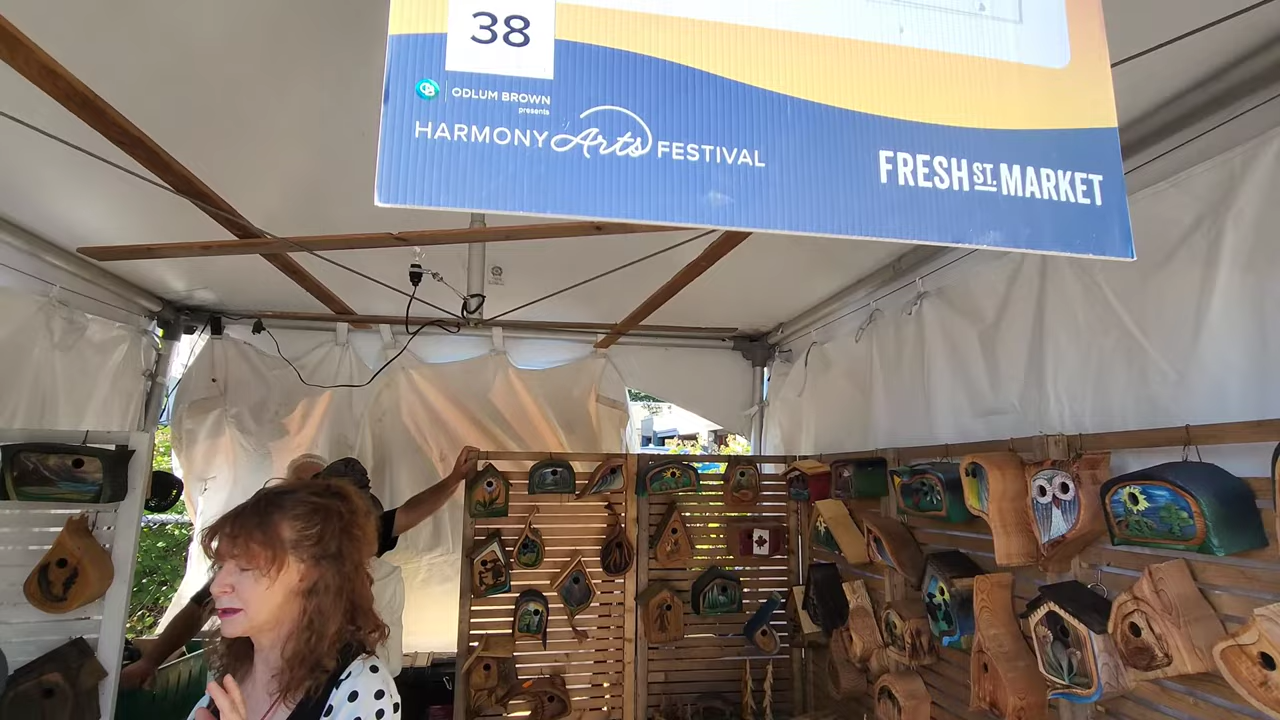 38
ODLUM BROWN
presents
HARMONY Arts FESTIVAL
FRESH ST. MARKET